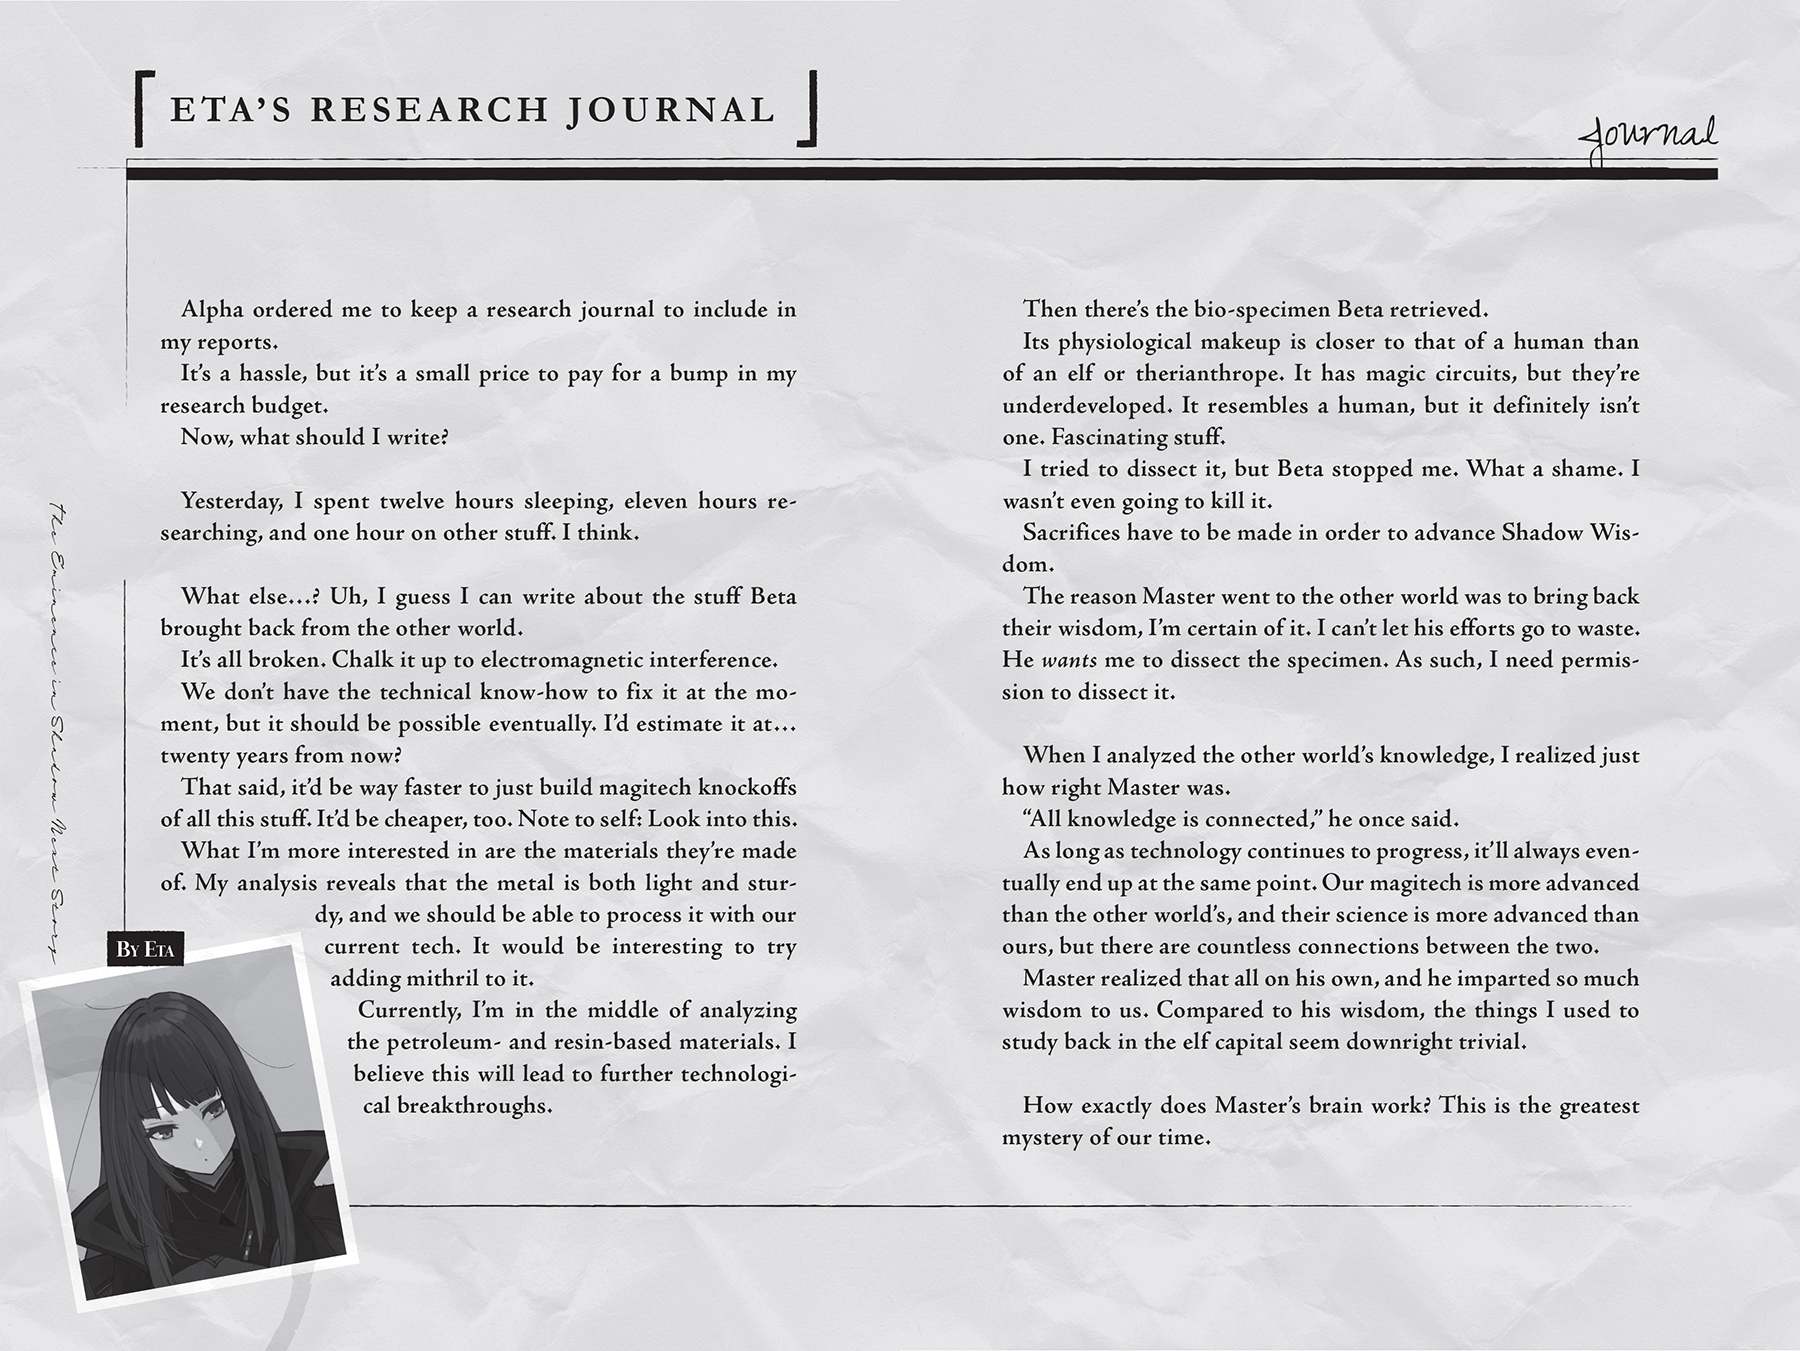 ETA’S RESEARCH JOURNAL
Journal
Alpha ordered me to keep a research journal to include in
my reports.
It’s a hassle, but it’s a small price to pay for a bump in my
research budget.
Now, what should I write?
Yesterday, I spent twelve hours sleeping, eleven hours re-
searching, and one hour on other stuff. I think.
What else…? Uh, I guess I can write about the stuff Beta
brought back from the other world.
It’s all broken. Chalk it up to electromagnetic interference.
We don’t have the technical know-how to fix it at the mo-
ment, but it should be possible eventually. I’d estimate it at…
twenty years from now?
That said, it’d be way faster to just build magitech knockoffs
of all this stuff. It’d be cheaper, too. Note to self: Look into this.
What I’m more interested in are the materials they’re made
of. My analysis reveals that the metal is both light and stur-
dy, and we should be able to process it with our
current tech. It would be interesting to try
adding mithril to it.
Currently, I’m in the middle of analyzing
the petroleum- and resin-based materials. I
believe this will lead to further technologi-
cal breakthroughs.
Then there’s the bio-specimen Beta retrieved.
Its physiological makeup is closer to that of a human than
of an elf or therianthrope. It has magic circuits, but they’re
underdeveloped. It resembles a human, but it definitely isn’t
one. Fascinating stuff.
I tried to dissect it, but Beta stopped me. What a shame. I
wasn’t even going to kill it.
Sacrifices have to be made in order to advance Shadow Wis-
dom.
The reason Master went to the other world was to bring back
their wisdom, I’m certain of it. I can’t let his efforts go to waste.
He wants me to dissect the specimen. As such, I need permis-
sion to dissect it.
When I analyzed the other world’s knowledge, I realized just
how right Master was.
“All knowledge is connected,” he once said.
As long as technology continues to progress, it’ll always even-
tually end up at the same point. Our magitech is more advanced
than the other world’s, and their science is more advanced than
ours, but there are countless connections between the two.
Master realized that all on his own, and he imparted so much
wisdom to us. Compared to his wisdom, the things I used to
study back in the elf capital seem downright trivial.
How exactly does Master’s brain work? This is the greatest
mystery of our time.
The Eminence in Shadow Next Story
BY ETA